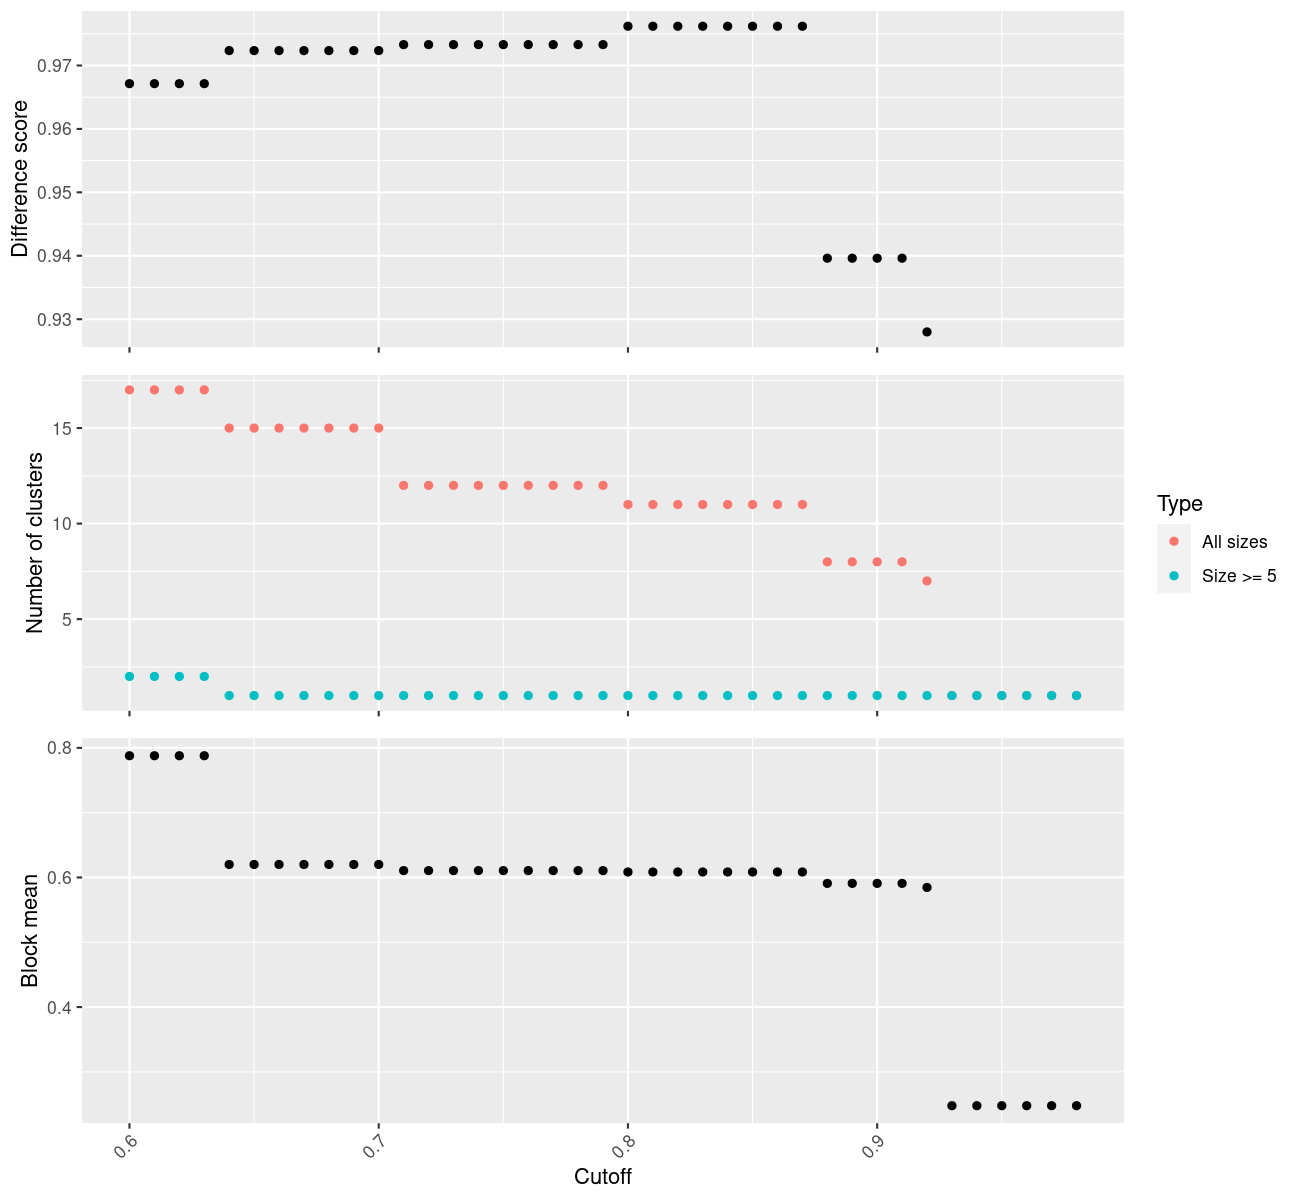 Difference score
0.97
0.96
0.95
0.94
0.93
Number of clusters
15
10
5
Type
All sizes
Size >= 5
Block mean
0.8
0.6
0.4
0.6
0.7
0.8
0.9
Cutoff